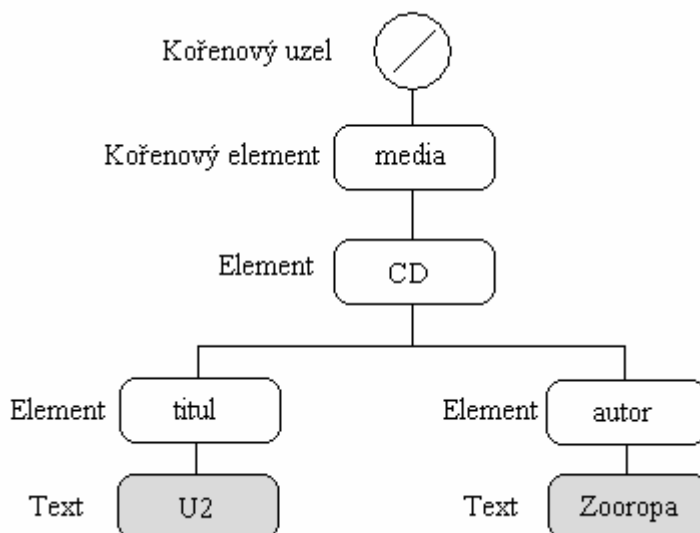 Kořenový uzel
Kořenový element media
Element CD
Element titul Element autor
Text U2 Text Zooropa